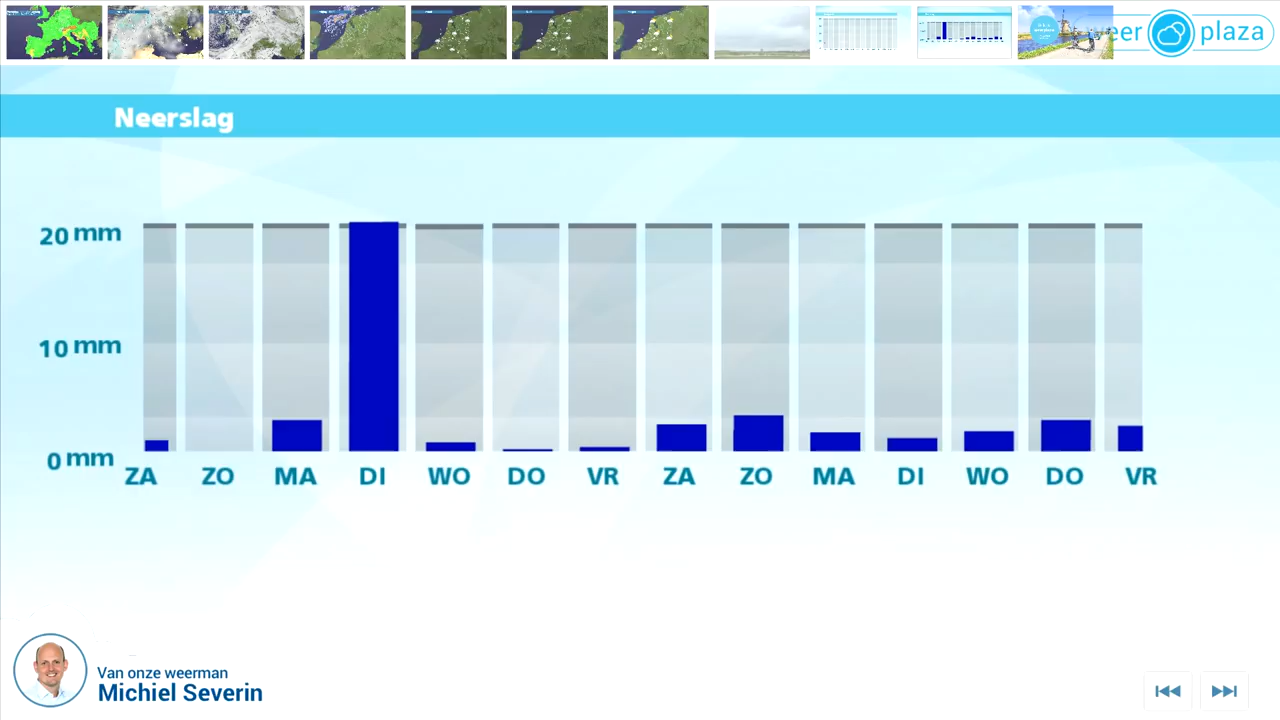 eer plaza
Neerslag
20 mm
10 mm
0 mm
ZA ZO MA DI WO DO VR ZA ZO MA DI WO DO VR
Van onze weerman
Michiel Severin